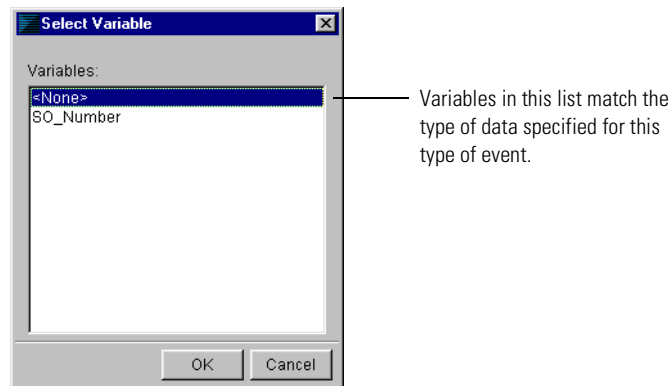 Select Variable
Variables:
<None>
SO_Number
OK Cancel
Variables in this list match the
type of data specified for this
type of event.